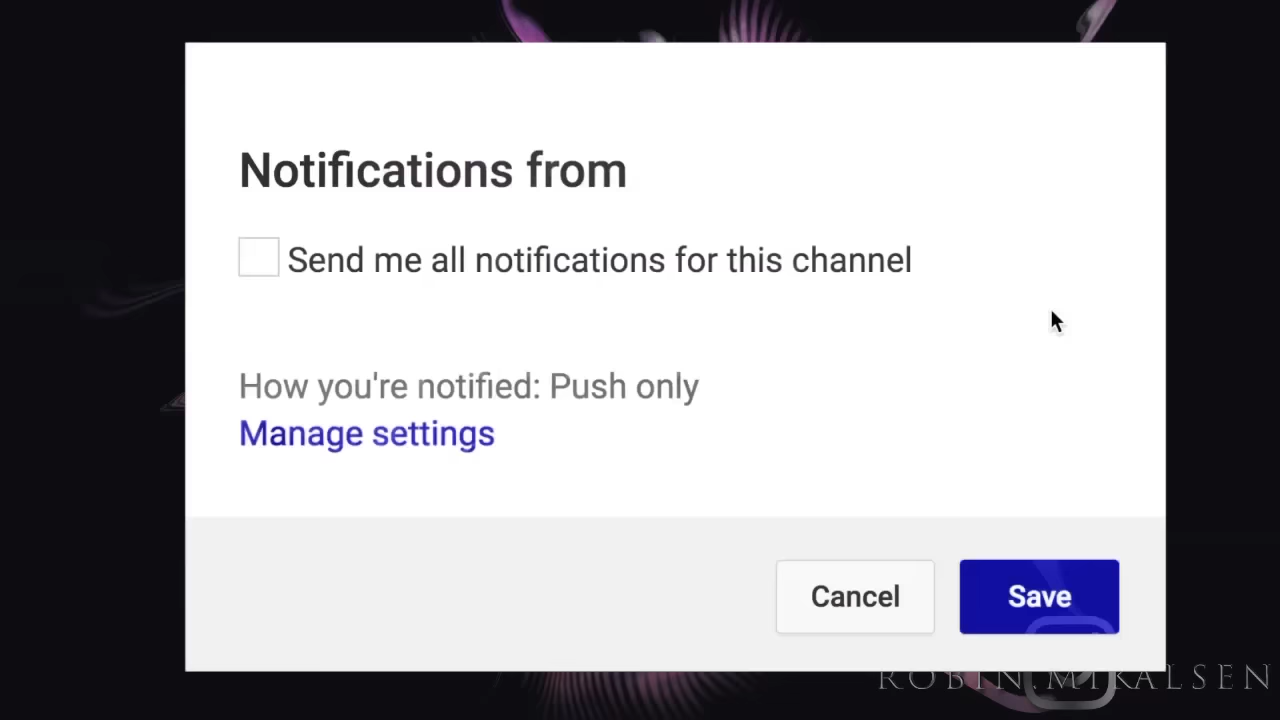 Notifications from
Send me all notifications for this channel
How you're notified: Push only
Manage settings
Cancel
Save
ROBIN.MIKALSEN